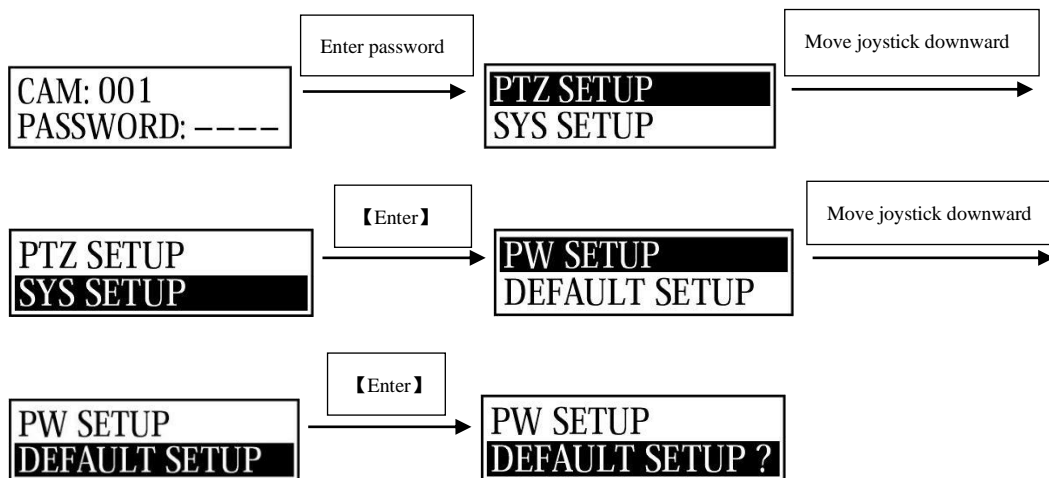 Enter password
Move joystick downward
CAM: 001
PASSWORD: ----
PTZ SETUP
SYS SETUP
【Enter】
Move joystick downward
PTZ SETUP
SYS SETUP
PW SETUP
DEFAULT SETUP
【Enter】
PW SETUP
DEFAULT SETUP
PW SETUP
DEFAULT SETUP ?